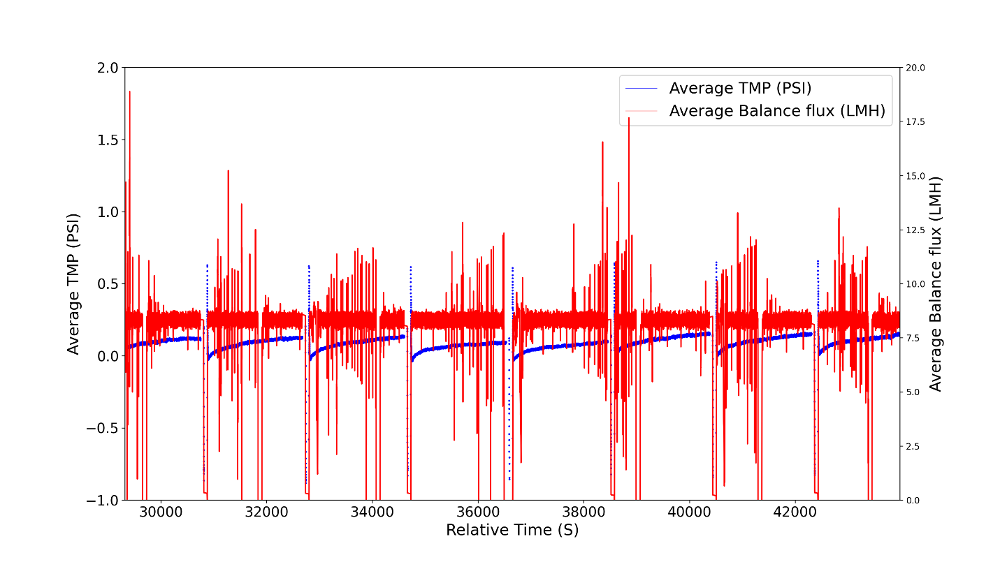 2.0
1.5
1.0
0.5
0.0
−0.5
−1.0
Average TMP (PSI)
Average TMP (PSI)
Average Balance flux (LMH)
20.0
17.5
15.0
12.5
10.0
7.5
5.0
2.5
0.0
Average Balance flux (LMH)
30000 32000 34000 36000 38000 40000 42000
Relative Time (S)